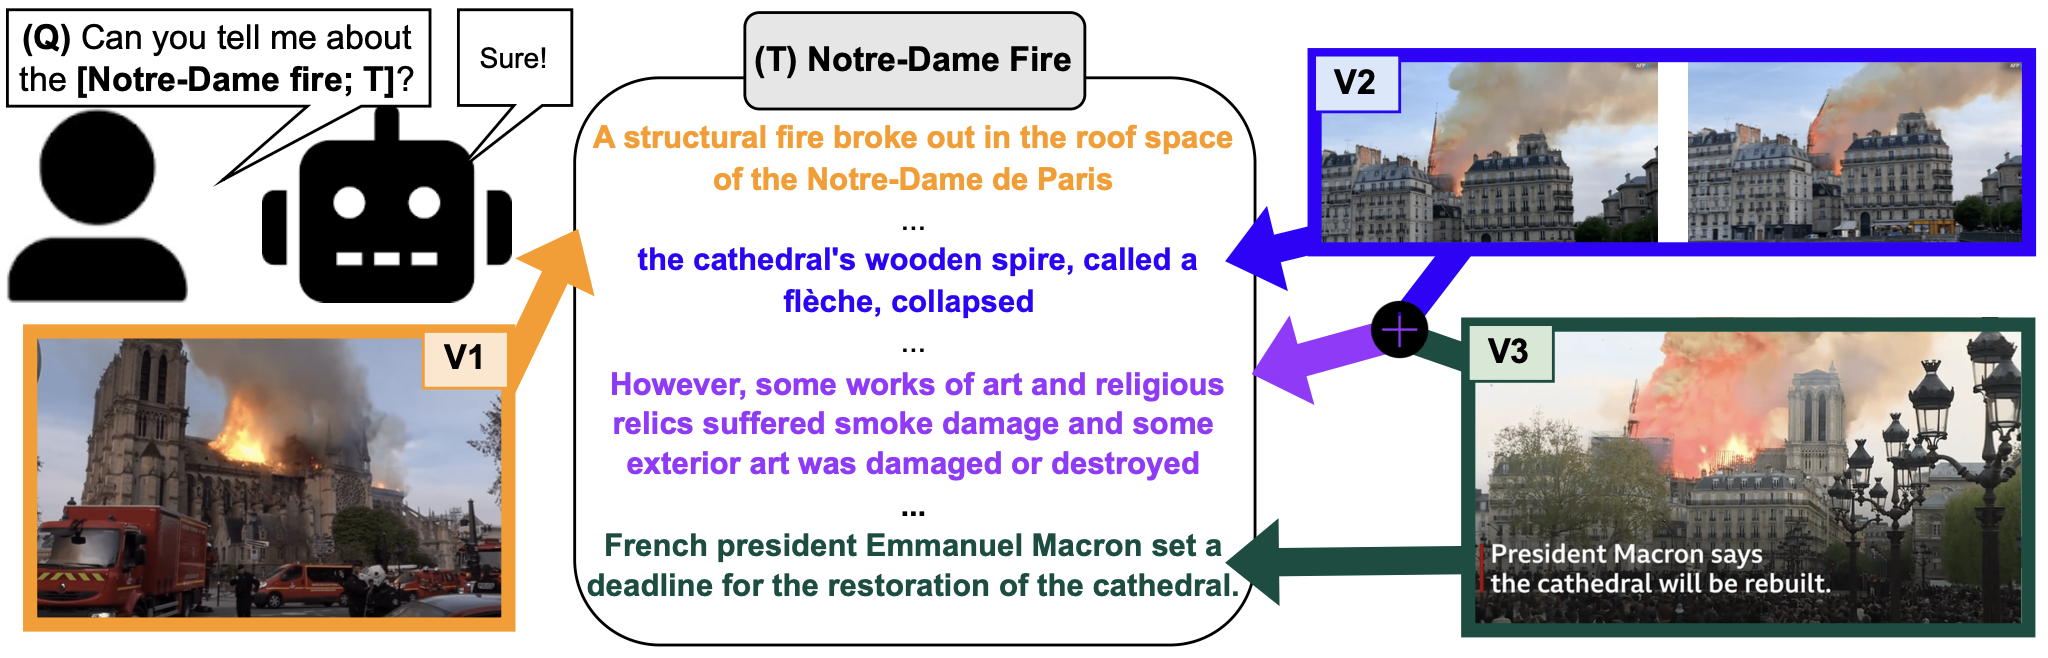 (Q) Can you tell me about
the [Notre-Dame fire; T]?
Sure!
(T) Notre-Dame Fire
A structural fire broke out in the roof space
of the Notre-Dame de Paris
...
the cathedral's wooden spire, called a
flèche, collapsed
...
However, some works of art and religious
relics suffered smoke damage and some
exterior art was damaged or destroyed
...
French president Emmanuel Macron set a
deadline for the restoration of the cathedral.
V1
V2
AFP
AFP
V3
President Macron says
the cathedral will be rebuilt.